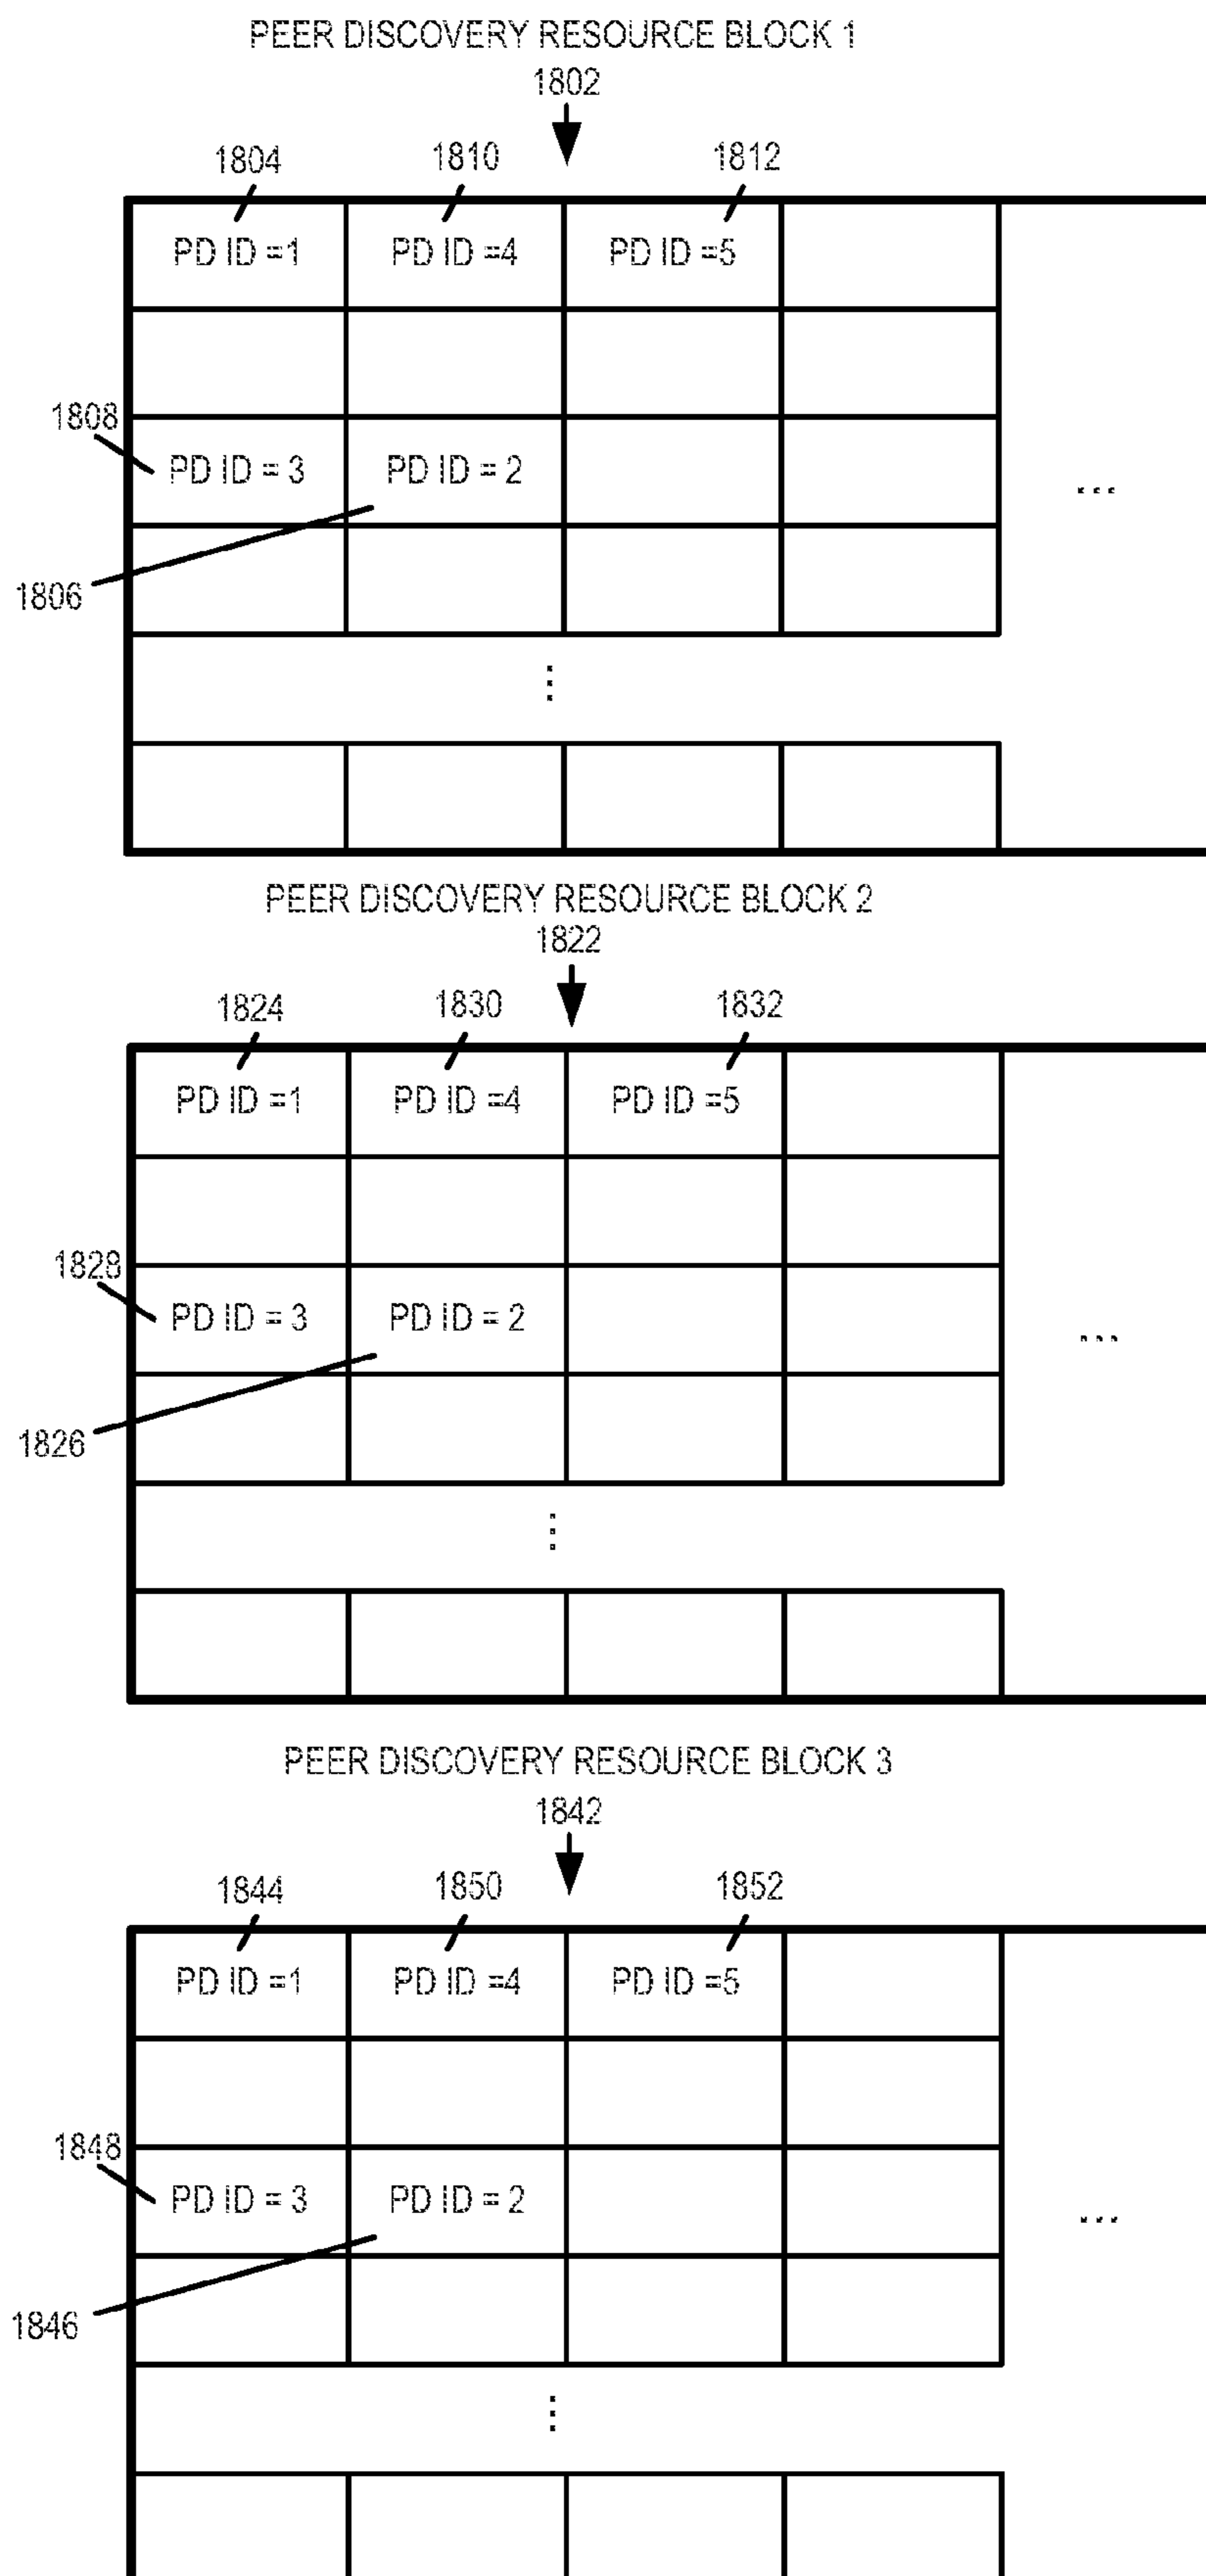 PEER DISCOVERY RESOURCE BLOCK 1
1802
1804 1810 1812
PD ID =1 PD ID =4 PD ID =5
1808
PD ID = 3 PD ID = 2
...
1806
⋮
PEER DISCOVERY RESOURCE BLOCK 2
1822
1824 1830 1832
PD ID =1 PD ID =4 PD ID =5
1828
PD ID = 3 PD ID = 2
...
1826
⋮
PEER DISCOVERY RESOURCE BLOCK 3
1842
1844 1850 1852
PD ID =1 PD ID =4 PD ID =5
1848
PD ID = 3 PD ID = 2
...
1846
⋮